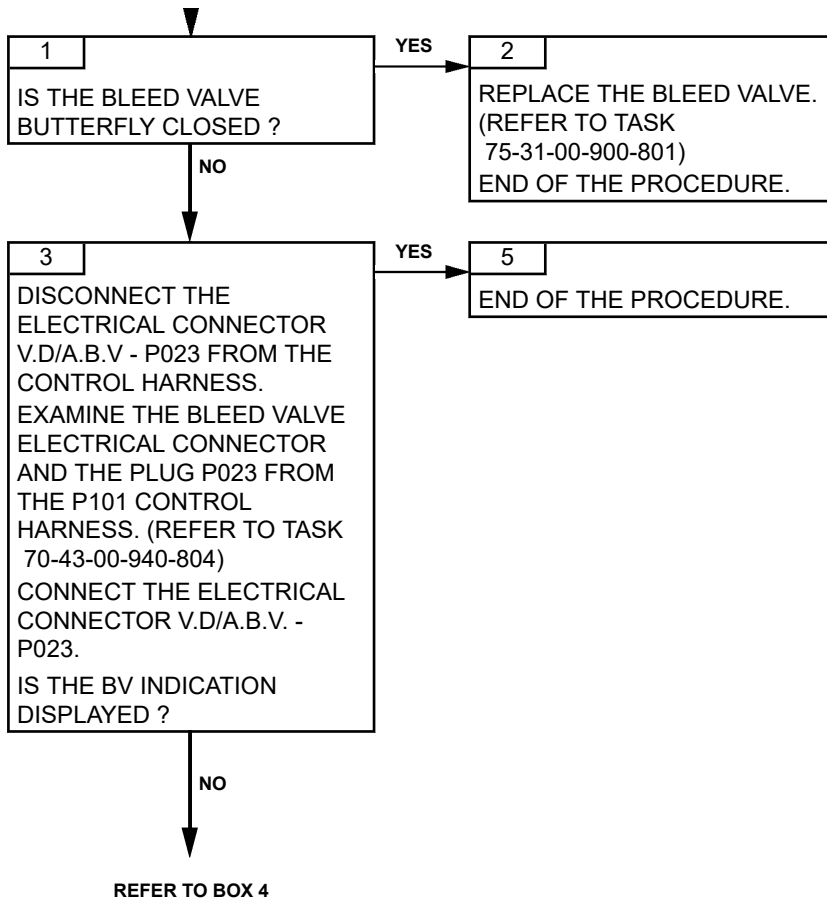 1
IS THE BLEED VALVE
BUTTERFLY CLOSED ?
YES
2
REPLACE THE BLEED VALVE.
(REFER TO TASK
75-31-00-900-801)
END OF THE PROCEDURE.
NO
3
DISCONNECT THE
ELECTRICAL CONNECTOR
V.D/A.B.V - P023 FROM THE
CONTROL HARNESS.
EXAMINE THE BLEED VALVE
ELECTRICAL CONNECTOR
AND THE PLUG P023 FROM
THE P101 CONTROL
HARNESS. (REFER TO TASK
70-43-00-940-804)
CONNECT THE ELECTRICAL
CONNECTOR V.D/A.B.V. -
P023.
IS THE BV INDICATION
DISPLAYED ?
YES
5
END OF THE PROCEDURE.
NO
REFER TO BOX 4